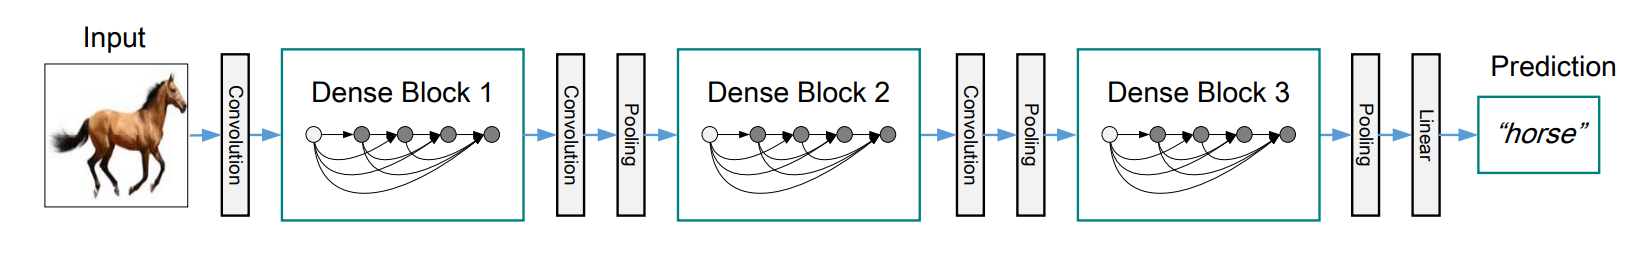 Input
Convolution
Dense Block 1
Convolution
Pooling
Dense Block 2
Convolution
Pooling
Dense Block 3
Pooling
Linear
Prediction
“horse”